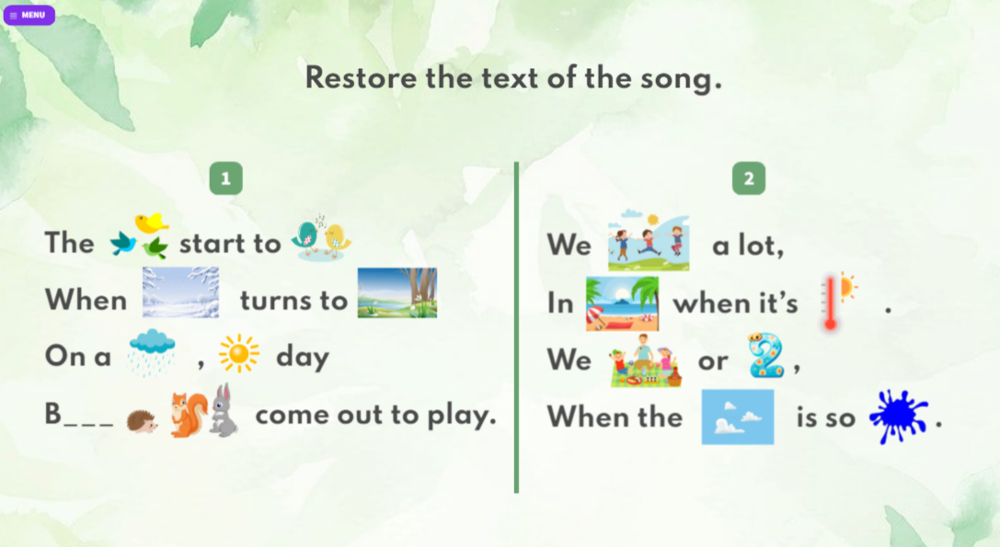 MENU
Restore the text of the song.
1
The start to
When turns to
On a , day
B___ come out to play.
2
We a lot,
In when it's .
We or 2,
When the is so .